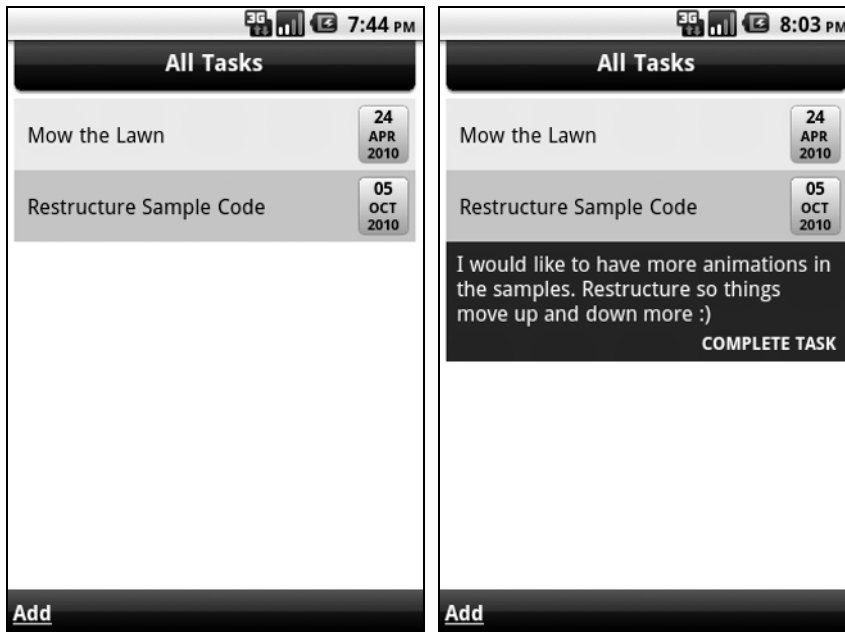 3G 7:44 PM
All Tasks
Mow the Lawn
24
APR
2010
Restructure Sample Code
05
OCT
2010
Add
3G 8:03 PM
All Tasks
Mow the Lawn
24
APR
2010
Restructure Sample Code
05
OCT
2010
I would like to have more animations in
the samples. Restructure so things
move up and down more :)
COMPLETE TASK
Add